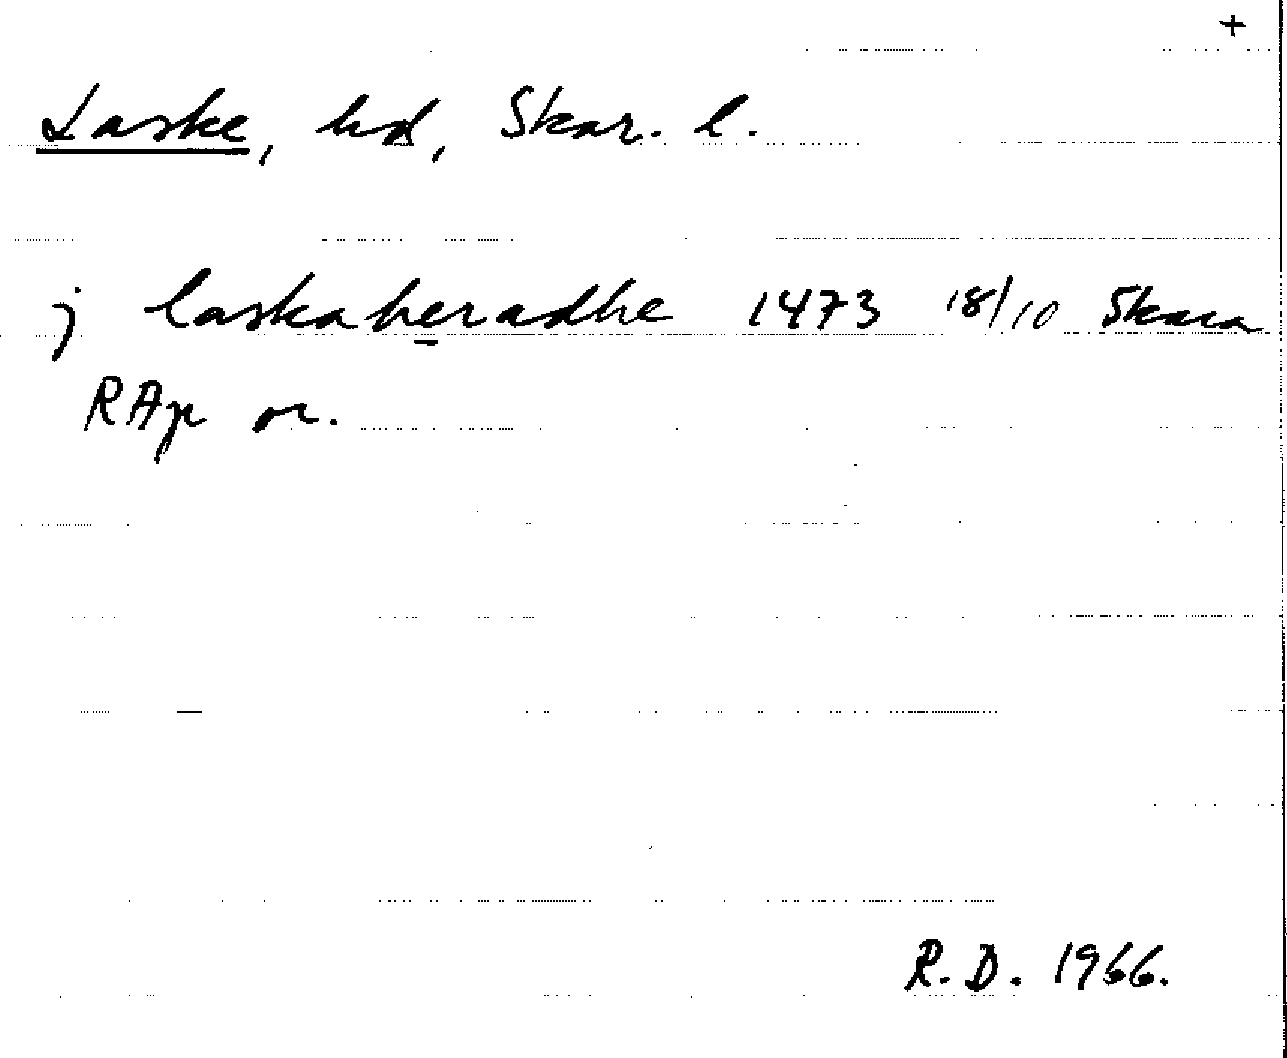 +
Laske, hd, Skar. l.
j laskaheradhe 1473 18/10 Skara
RAp or.
R.D. 1966.